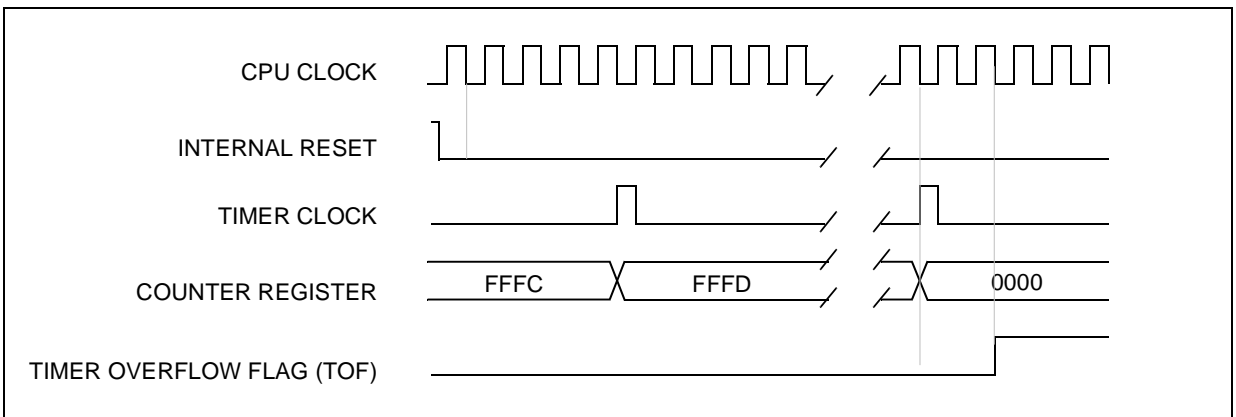 CPU CLOCK
INTERNAL RESET
TIMER CLOCK
COUNTER REGISTER
FFFC
FFFD
0000
TIMER OVERFLOW FLAG (TOF)